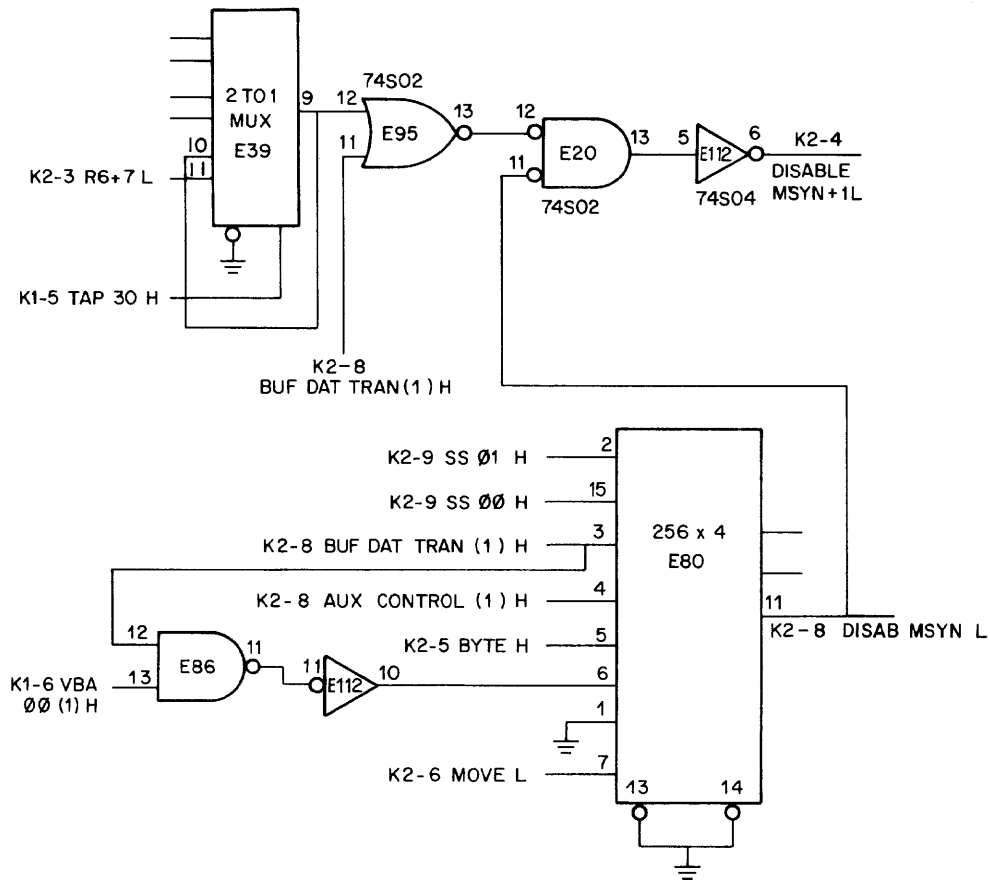 2 TO 1
MUX
E39
9
10
11
K2-3 R6+7 L
K1-5 TAP 30 H
74S02
12
11
E95
13
K2-8
BUF DAT TRAN(1) H
12
11
E20
13
74S02
5
E112
6
74S04
K2-4
DISABLE
MSYN+1L
K2-9 SS Ø1 H
2
K2-9 SS ØØ H
15
K2-8 BUF DAT TRAN (1) H
3
K2-8 AUX CONTROL (1) H
4
K2-5 BYTE H
5
6
1
K2-6 MOVE L
7
256 x 4
E80
13
14
11
K2-8 DISAB MSYN L
12
13
E86
11
K1-6 VBA
ØØ (1) H
11
E112
10